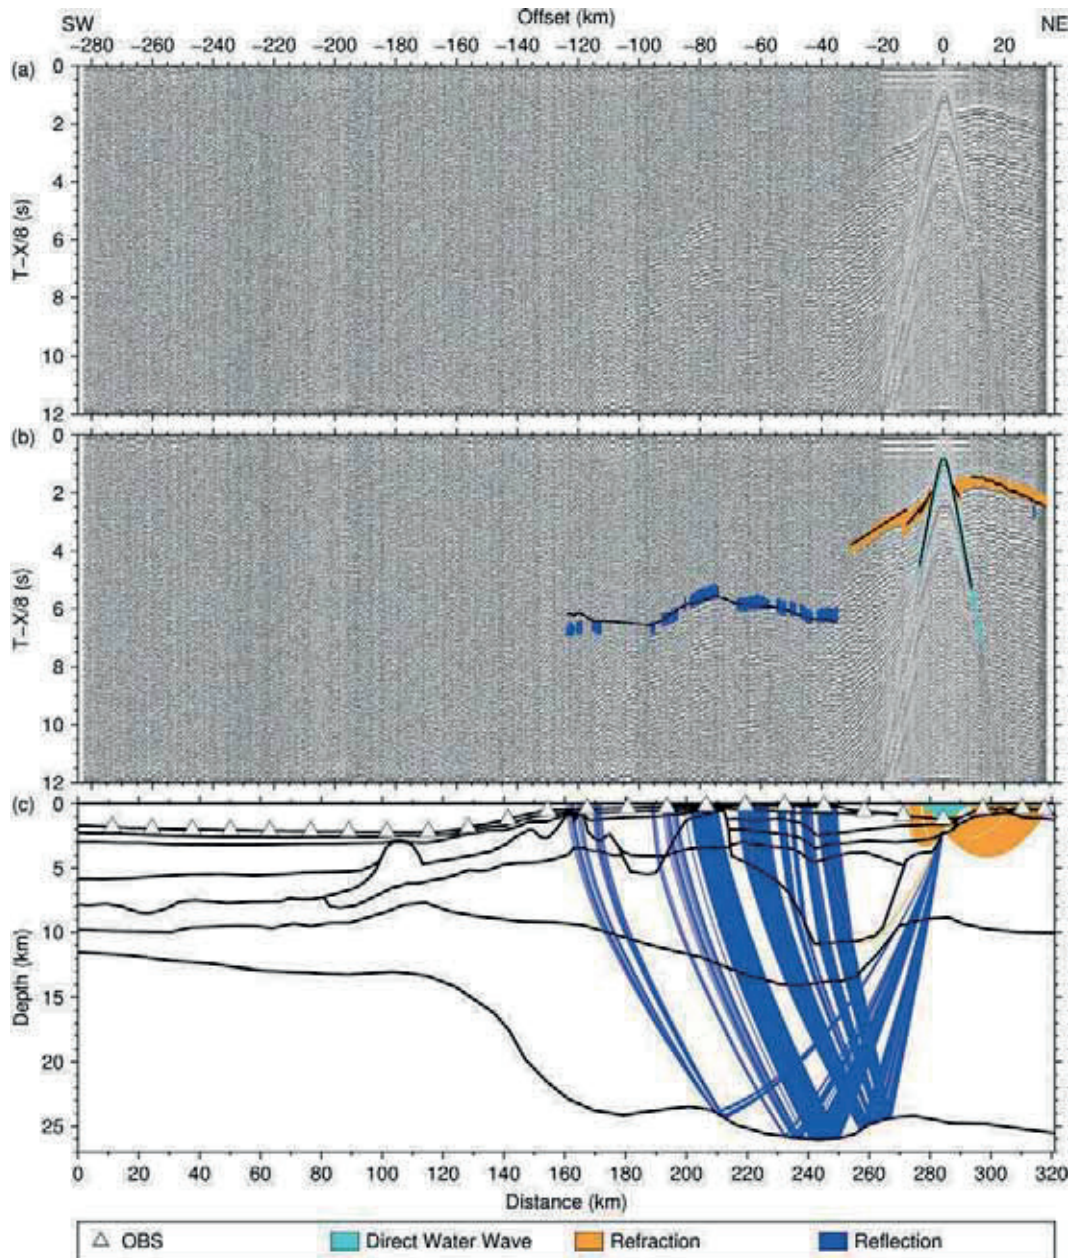 SW Offset (km) NE
−280 −260 −240 −220 −200 −180 −160 −140 −120 −100 −80 −60 −40 −20 0 20
(a)
0
2
4
6
8
10
12
T−X/8 (s)
(b)
0
2
4
6
8
10
12
T−X/8 (s)
(c)
0
5
10
15
20
25
Depth (km)
0 20 40 60 80 100 120 140 160 180 200 220 240 260 280 300 320
Distance (km)
OBS Direct Water Wave Refraction Reflection